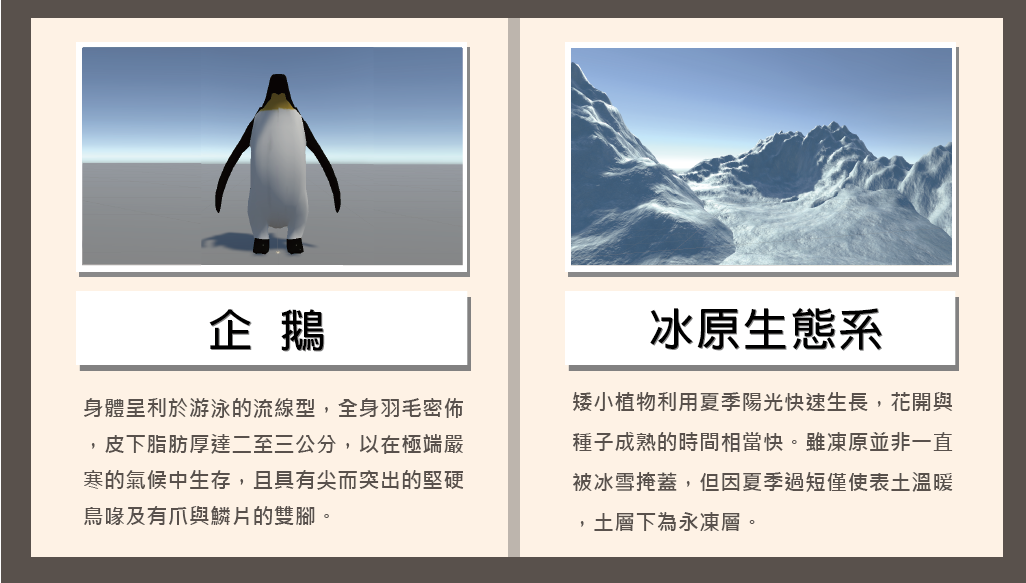 企 鵝
身體呈利於游泳的流線型，全身羽毛密佈
，皮下脂肪厚達二至三公分，以在極端嚴
寒的氣候中生存，且具有尖而突出的堅硬
鳥喙及有爪與鱗片的雙腳。
冰原生態系
矮小植物利用夏季陽光快速生長，花開與
種子成熟的時間相當快。雖凍原並非一直
被冰雪掩蓋，但因夏季過短僅使表土溫暖
，土層下為永凍層。